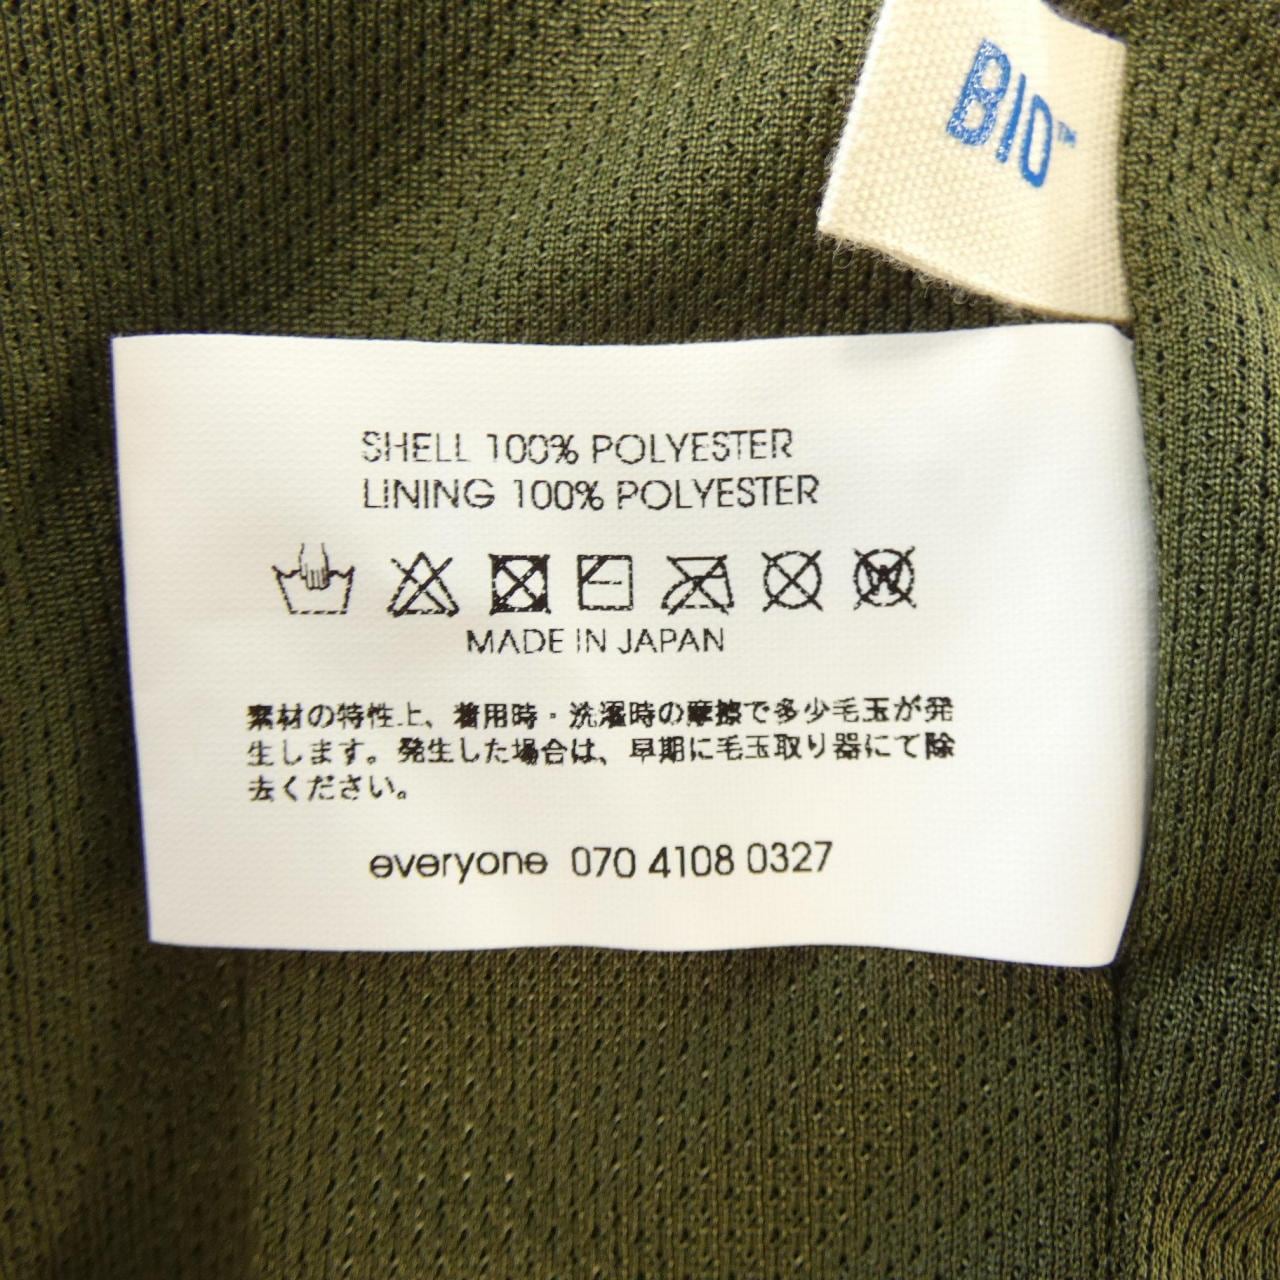 BIO™
SHELL 100% POLYESTER
LINING 100% POLYESTER
MADE IN JAPAN
素材の特性上、着用時・洗濯時の摩擦で多少毛玉が発
生します。発生した場合は、早期に毛玉取り器にて除
去ください。
everyone 070 4108 0327